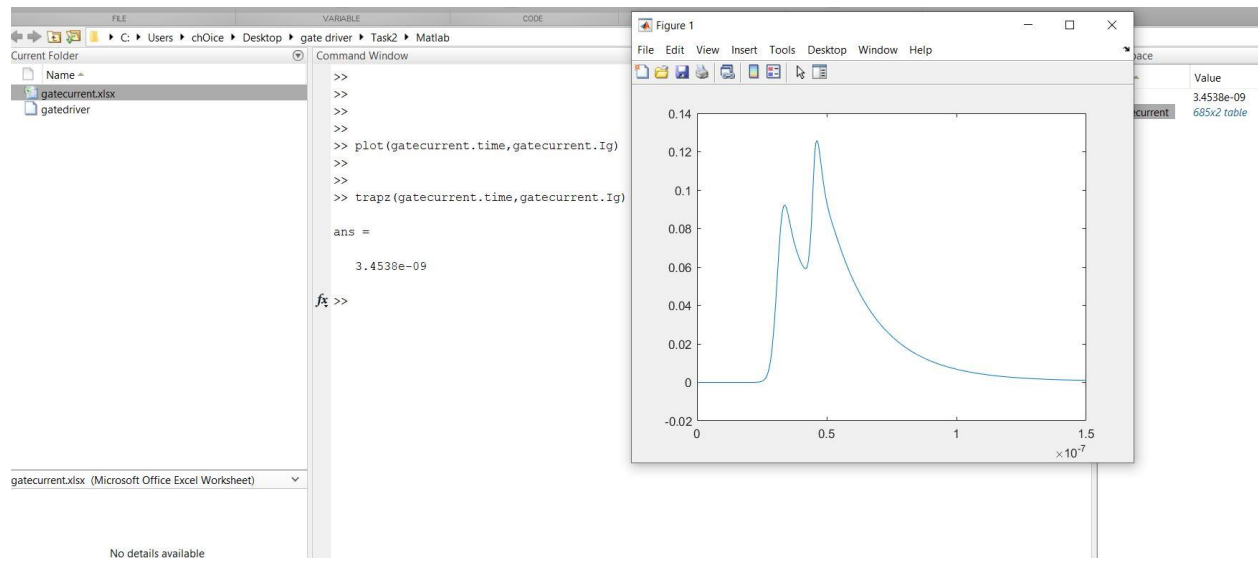 FILE
VARIABLE
CODE
C: ▸ Users ▸ chOice ▸ Desktop ▸ gate driver ▸ Task2 ▸ Matlab
Current Folder
Name
gatecurrent.xlsx
gatedriver
gatecurrent.xlsx (Microsoft Office Excel Worksheet)
No details available
Command Window
>>
>>
>>
>>
>> plot(gatecurrent.time,gatecurrent.Ig)
>>
>>
>> trapz(gatecurrent.time,gatecurrent.Ig)
ans =
3.4538e-09
fx >>
Figure 1
File Edit View Insert Tools Desktop Window Help
0.14
0.12
0.1
0.08
0.06
0.04
0.02
0
-0.02
0 0.5 1 1.5
×10-7
pace
Value
3.4538e-09
ecurrent 685x2 table